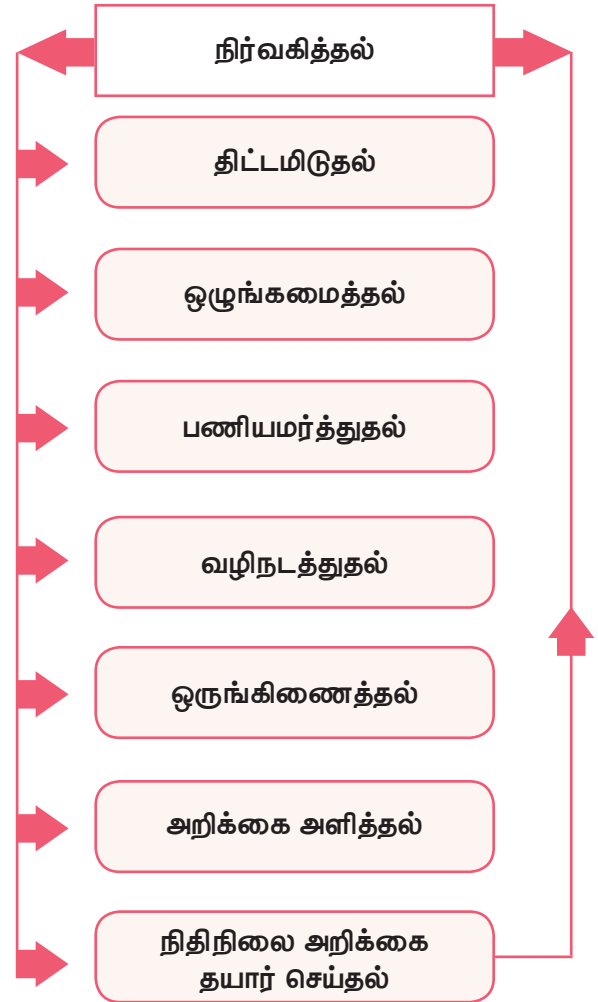 நிர்வகித்தல்
திட்டமிடுதல்
ஒழுங்கமைத்தல்
பணியமர்த்துதல்
வழிநடத்துதல்
ஒருங்கிணைத்தல்
அறிக்கை அளித்தல்
நிதிநிலை அறிக்கை
தயார் செய்தல்